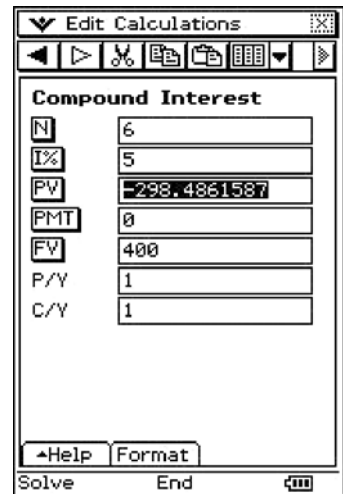 Edit Calculations
Compound Interest
N 6
I% 5
PV -298.4861587
PMT 0
FV 400
P/Y 1
C/Y 1
Help Format
Solve End